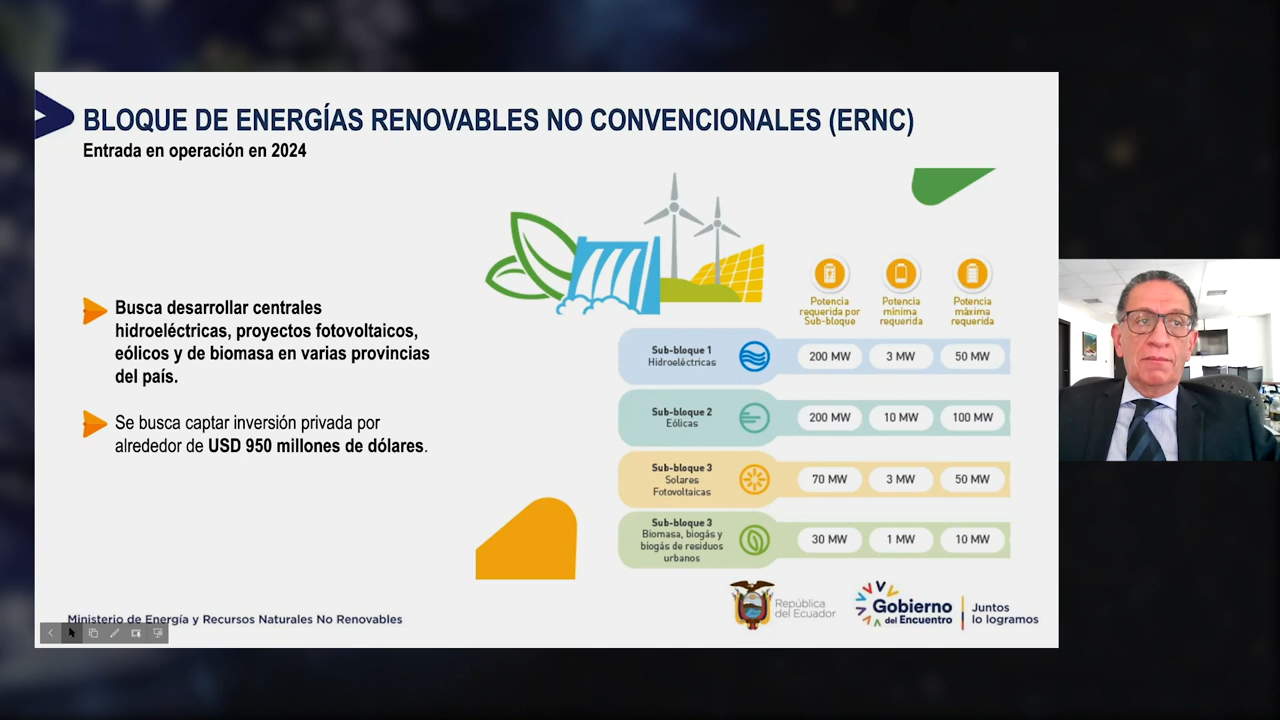 BLOQUE DE ENERGÍAS RENOVABLES NO CONVENCIONALES (ERNC)
Entrada en operación en 2024
Busca desarrollar centrales
hidroeléctricas, proyectos fotovoltaicos,
eólicos y de biomasa en varias provincias
del país.
Se busca captar inversión privada por
alrededor de USD 950 millones de dólares.
Potencia
requerida por
Sub-bloque
Potencia
mínima
requerida
Potencia
máxima
requerida
Sub-bloque 1
Hidroeléctricas
200 MW
3 MW
50 MW
Sub-bloque 2
Eólicas
200 MW
10 MW
100 MW
Sub-bloque 3
Solares
Fotovoltaicas
70 MW
3 MW
50 MW
Sub-bloque 3
Biomasa, biogás y
biogás de residuos
urbanos
30 MW
1 MW
10 MW
Ministerio de Energía y Recursos Naturales No Renovables
República
del Ecuador
Gobierno
del Encuentro
Juntos
lo logramos